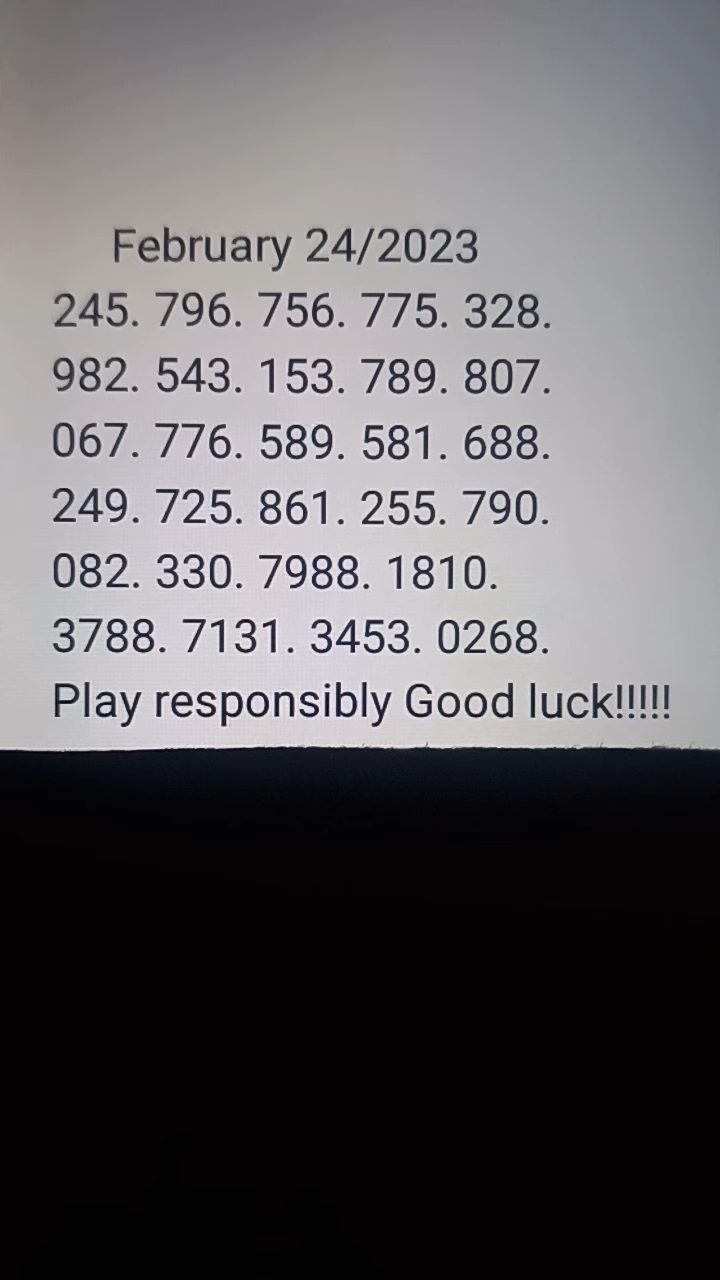 February 24/2023
245. 796. 756. 775. 328.
982. 543. 153. 789. 807.
067. 776. 589. 581. 688.
249. 725. 861. 255. 790.
082. 330. 7988. 1810.
3788. 7131. 3453. 0268.
Play responsibly Good luck!!!!!